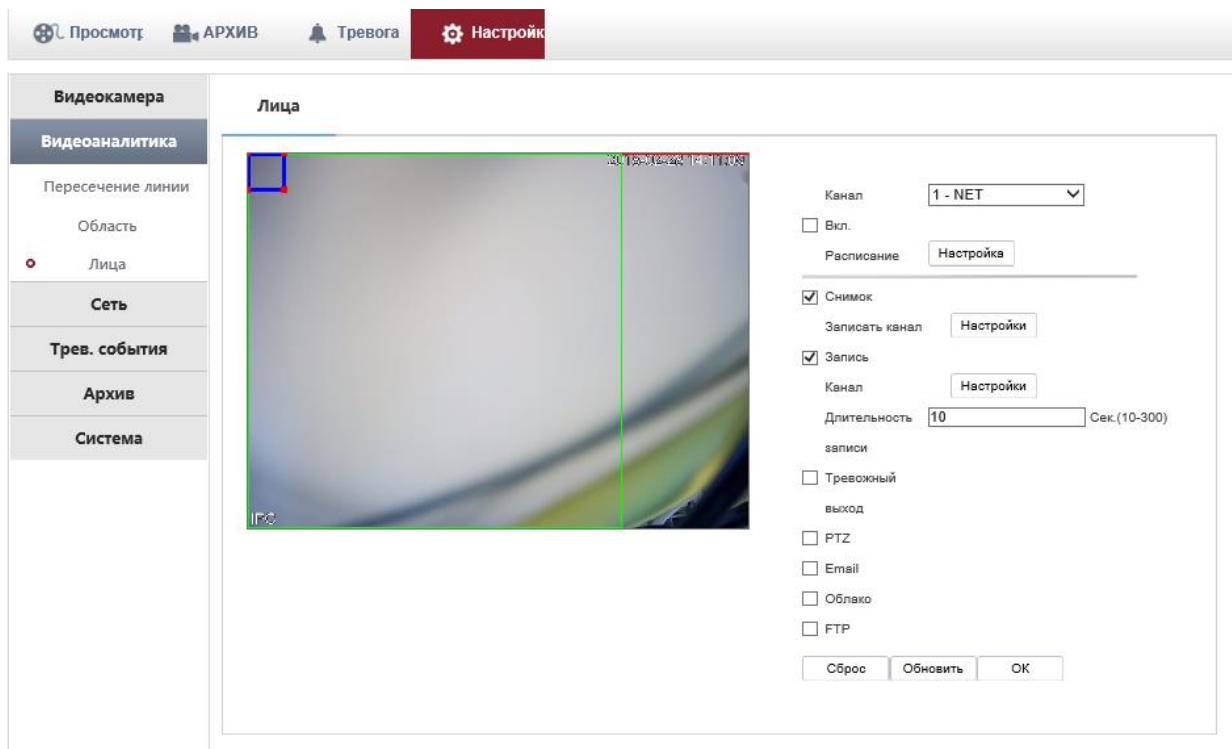 Просмотр АРХИВ Тревога Настройк
Видеокамера
Видеоаналитика
Пересечение линии
Область
Лица
Сеть
Трев. события
Архив
Система
Лица
IPC
Канал 1 - NET
Вкл.
Расписание Настройка
Снимок
Записать канал Настройки
Запись
Канал Настройки
Длительность 10 Сек.(10-300)
записи
Тревожный
выход
PTZ
Email
Облако
FTP
Сброс Обновить OK